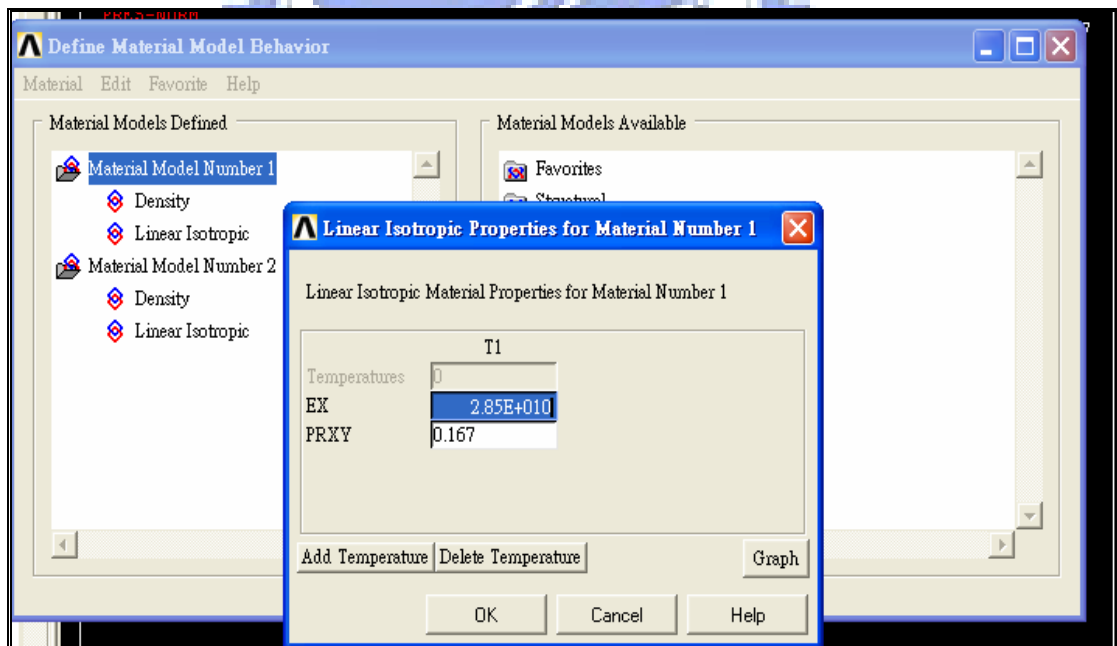 PRES-NORM
Define Material Model Behavior
Material Edit Favorite Help
Material Models Defined
Material Models Available
Material Model Number 1
Density
Linear Isotropic
Material Model Number 2
Density
Linear Isotropic
Favorites
Structural
Linear Isotropic Properties for Material Number 1
Linear Isotropic Material Properties for Material Number 1
T1
Temperatures 0
EX 2.85E+010
PRXY 0.167
Add Temperature Delete Temperature Graph
OK Cancel Help